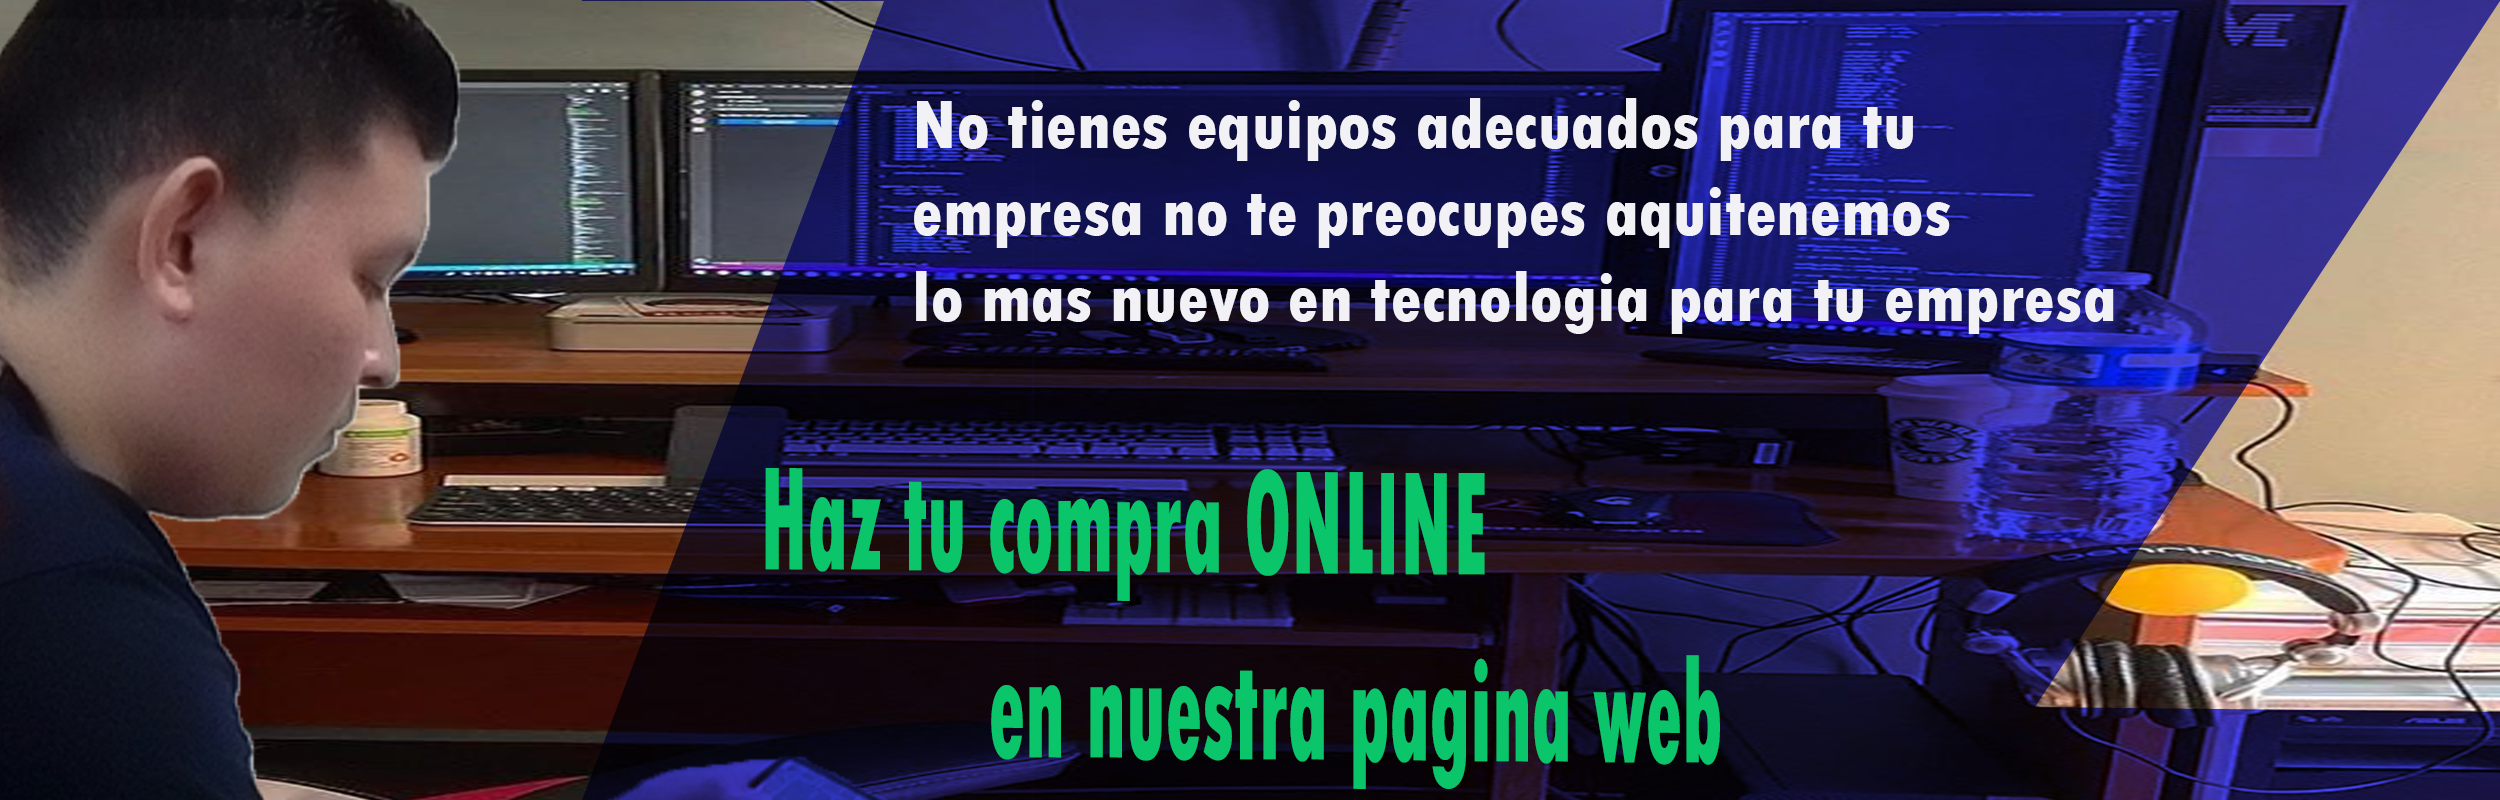 No tienes equipos adecuados para tu
empresa no te preocupes aquitenemos
lo mas nuevo en tecnologia para tu empresa
Haz tu compra ONLINE
en nuestra pagina web